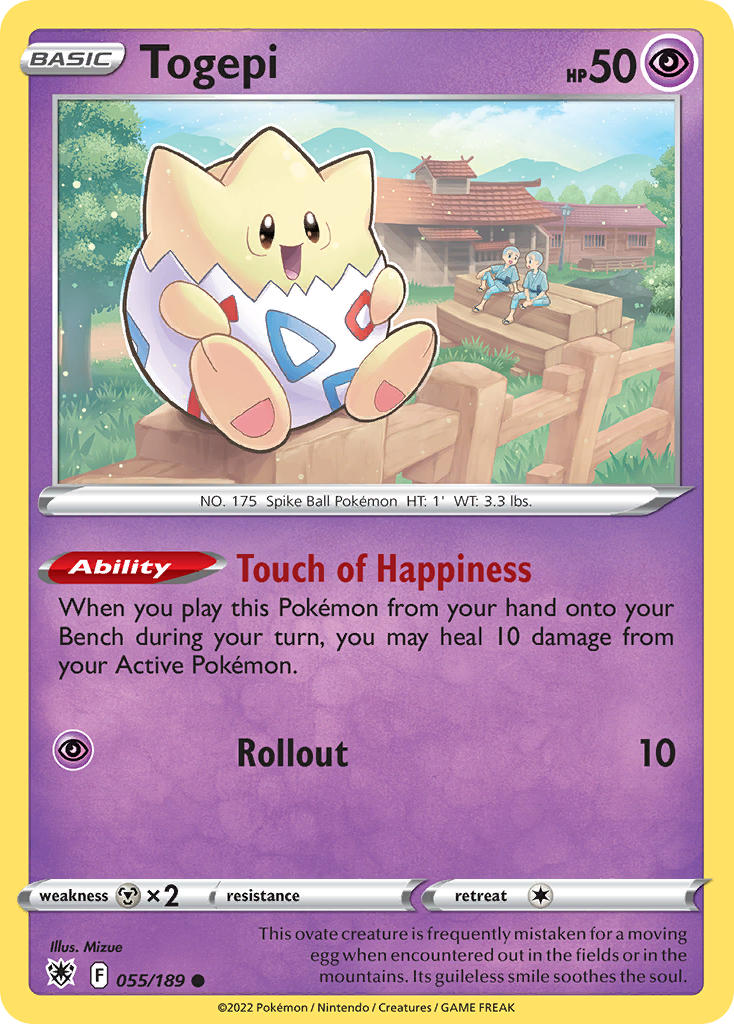 BASIC Togepi HP50
NO. 175 Spike Ball Pokémon HT: 1' WT: 3.3 lbs.
Ability Touch of Happiness
When you play this Pokémon from your hand onto your
Bench during your turn, you may heal 10 damage from
your Active Pokémon.
Rollout 10
weakness ×2 resistance retreat
Illus. Mizue
This ovate creature is frequently mistaken for a moving
egg when encountered out in the fields or in the
mountains. Its guileless smile soothes the soul.
F 055/189
©2022 Pokémon / Nintendo / Creatures / GAME FREAK